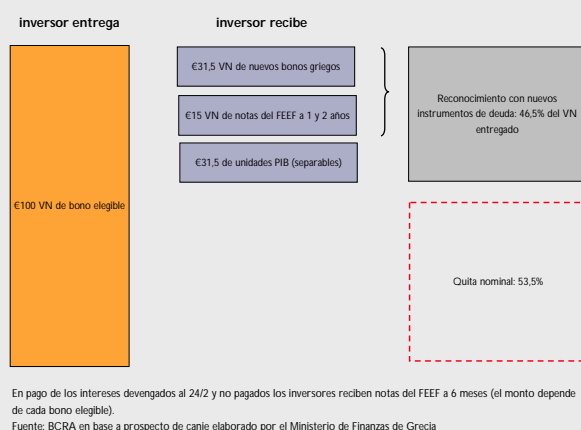 inversor entrega
inversor recibe
€100 VN de bono elegible
€31,5 VN de nuevos bonos griegos
€15 VN de notas del FEEF a 1 y 2 años
€31,5 de unidades PIB (separables)
Reconocimiento con nuevos
instrumentos de deuda: 46,5% del VN
entregado
Quita nominal: 53,5%
En pago de los intereses devengados al 24/2 y no pagados los inversores reciben notas del FEEF a 6 meses (el monto depende
de cada bono elegible).
Fuente: BCRA en base a prospecto de canje elaborado por el Ministerio de Finanzas de Grecia